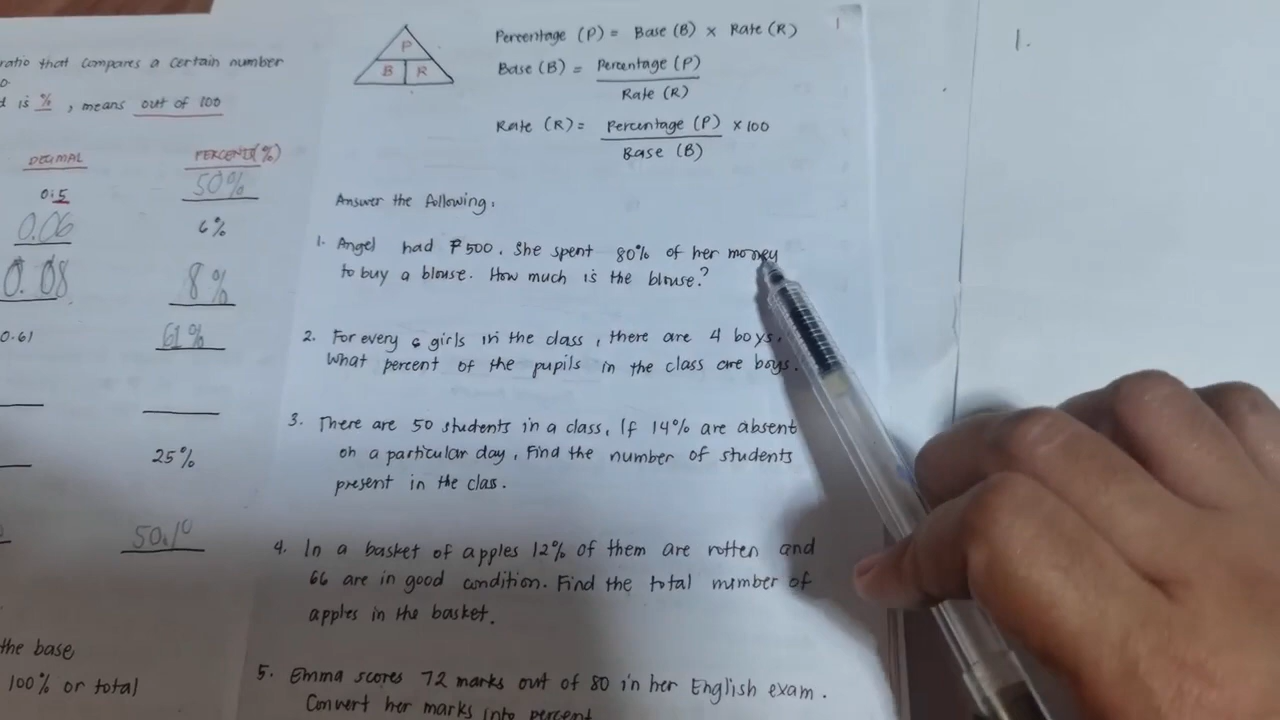 ratio that compares a certain number
d is %, means out of 100
DECIMAL PERCENT(%)
0.5 50%
0.06 6%
0.08 8%
0.61 61%
25%
50.10
the base
100% or total
P
B R
Percentage (P) = Base (B) × Rate (R)
Base (B) = Percentage (P)
Rate (R)
Rate (R) = Percentage (P) × 100
Base (B)
1
Answer the following.
1. Angel had ₱500. She spent 80% of her money
to buy a blouse. How much is the blouse?
2. For every 6 girls in the class, there are 4 boys.
What percent of the pupils in the class are boys.
3. There are 50 students in a class, If 14% are absent
on a particular day, Find the number of students
present in the class.
4. In a basket of apples 12% of them are rotten and
66 are in good condition. Find the total number of
apples in the basket.
5. Emma scores 72 marks out of 80 in her English exam.
Convert her marks into percent
1.